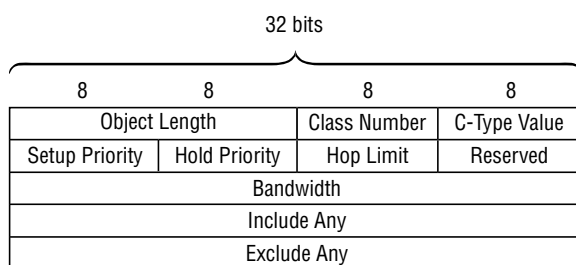 32 bits
8 8 8 8
Object Length Class Number C-Type Value
Setup Priority Hold Priority Hop Limit Reserved
Bandwidth
Include Any
Exclude Any